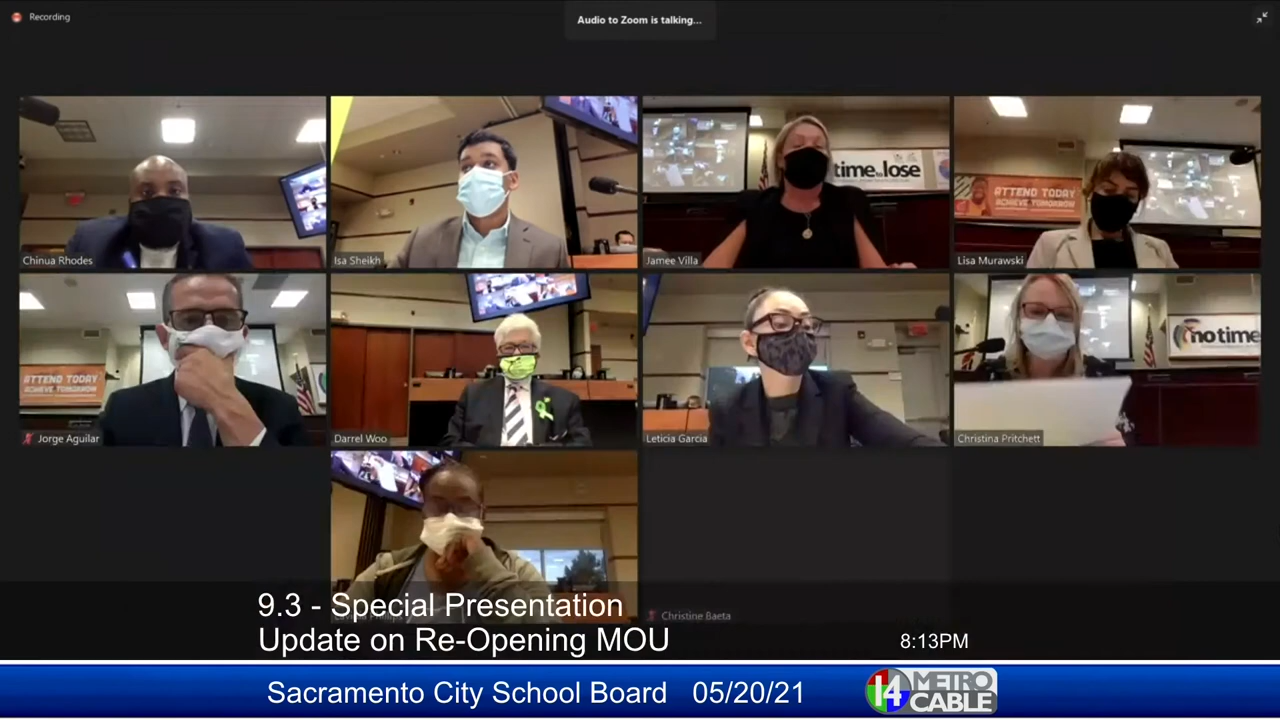 Recording
Audio to Zoom is talking...
time to lose
ATTEND TODAY
ACHIEVE TOMORROW
Chinua Rhodes
Isa Sheikh
Jamee Villa
Lisa Murawski
ATTEND TODAY
ACHIEVE TOMORROW
no time
Jorge Aguilar
Darrel Woo
Leticia Garcia
Christina Pritchett
Christine Baeta
9.3 - Special Presentation
Update on Re-Opening MOU
8:13PM
Sacramento City School Board 05/20/21
14 METRO
CABLE